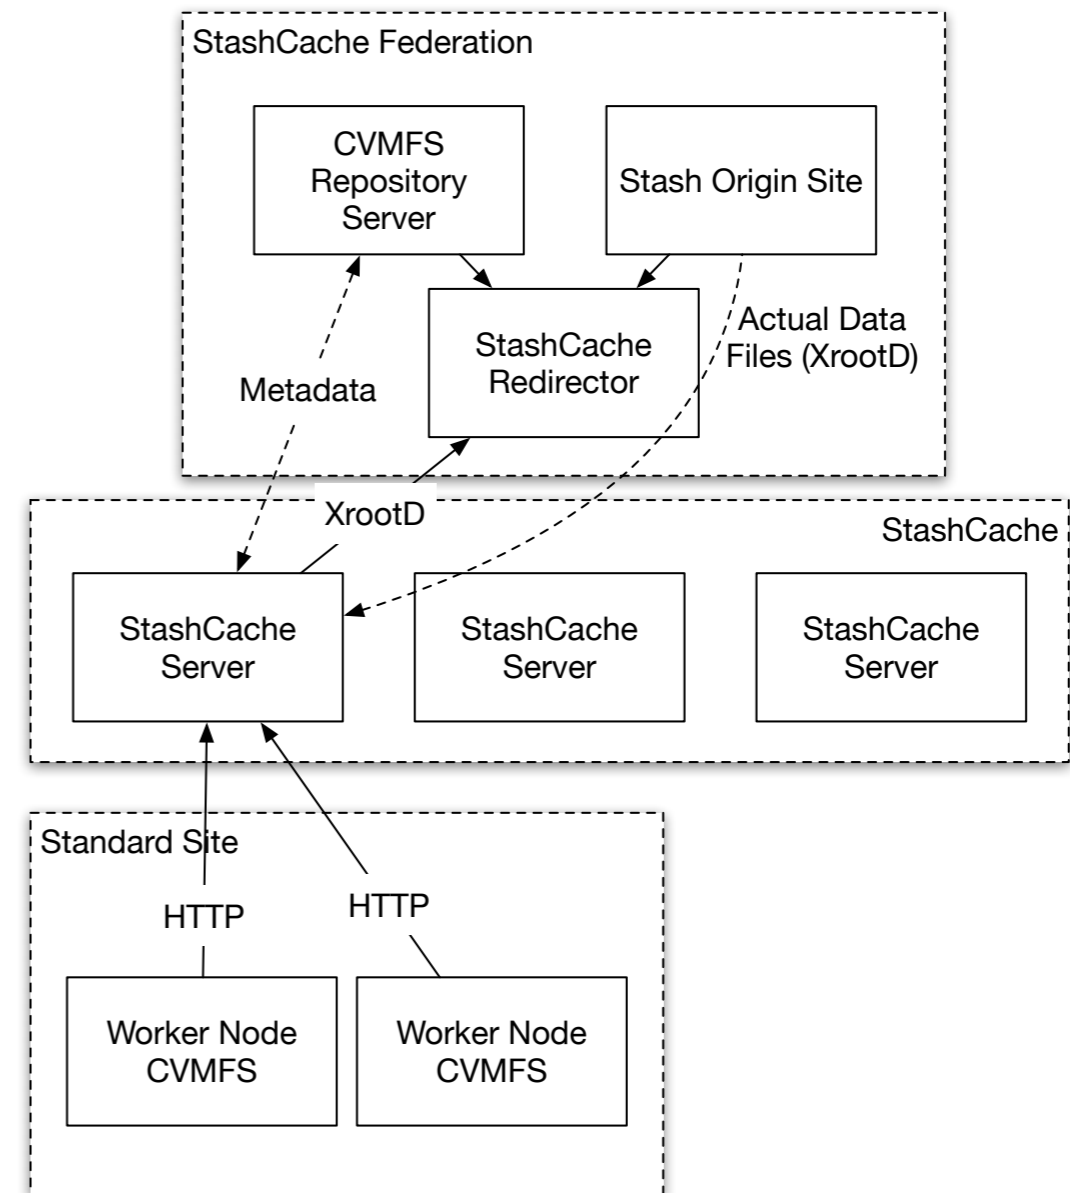 StashCache Federation
CVMFS
Repository
Server
Stash Origin Site
StashCache
Redirector
Actual Data
Files (XrootD)
Metadata
XrootD
StashCache
StashCache
Server
StashCache
Server
StashCache
Server
Standard Site
HTTP
HTTP
Worker Node
CVMFS
Worker Node
CVMFS